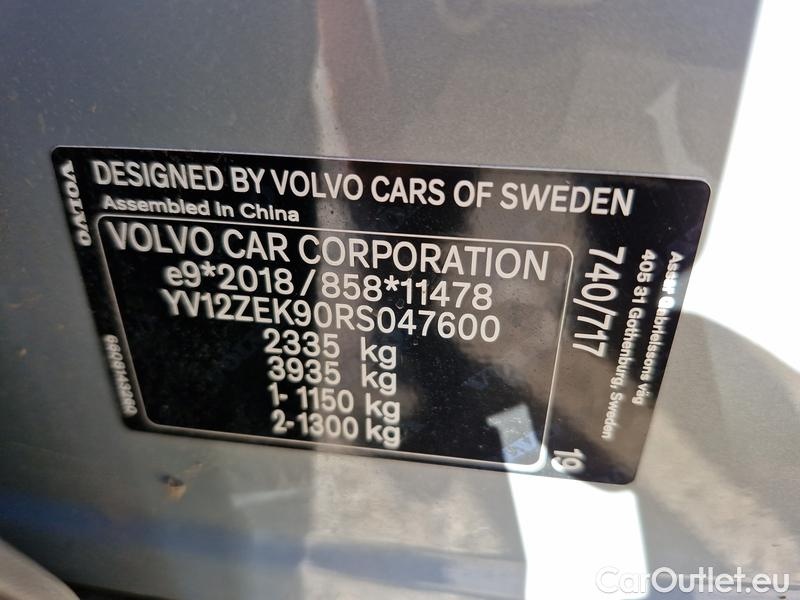 VOLVO
DESIGNED BY VOLVO CARS OF SWEDEN
Assembled in China
VOLVO CAR CORPORATION
e9*2018/858*11478
YV12ZEK90RS047600
2335 kg
3935 kg
1- 1150 kg
2-1300 kg
740/717
19
Assar Gabrielssons väg
405 31 Gothenburg, Sweden
CarOutlet.eu